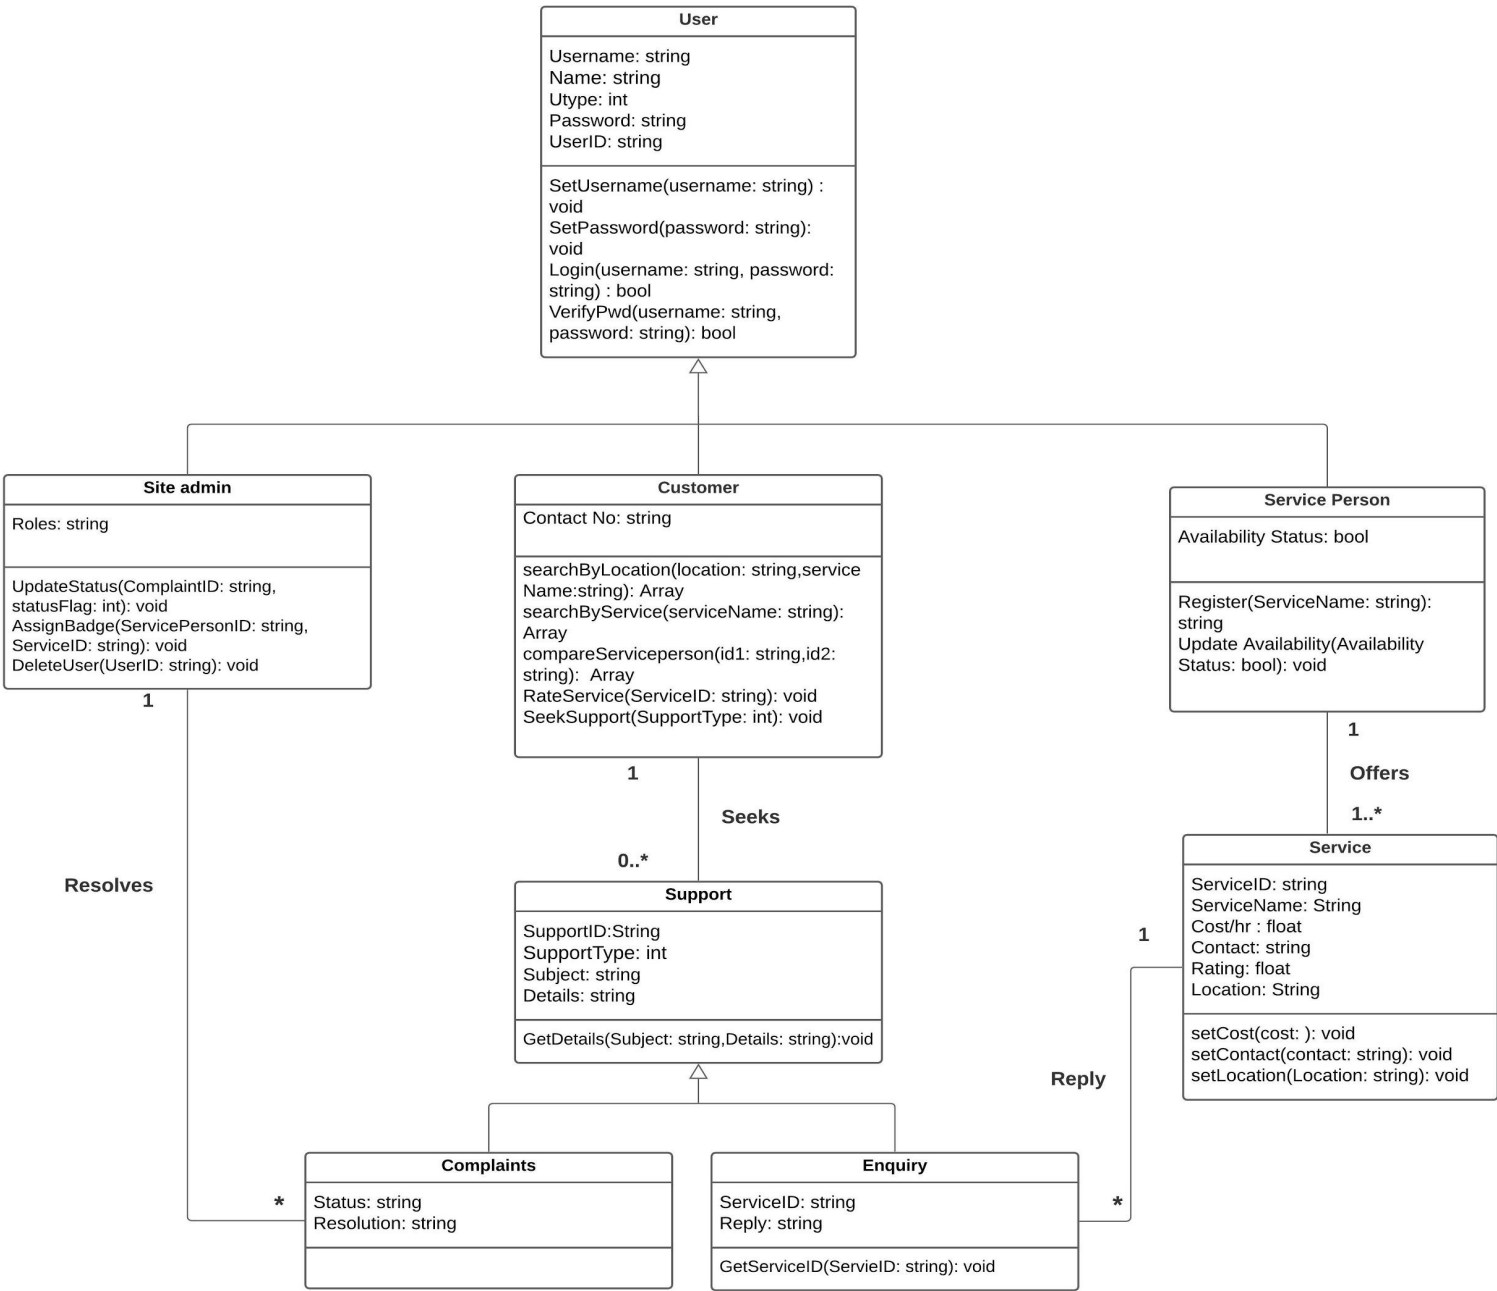 User
Username: string
Name: string
Utype: int
Password: string
UserID: string
SetUsername(username: string) :
void
SetPassword(password: string):
void
Login(username: string, password:
string) : bool
VerifyPwd(username: string,
password: string): bool
Site admin
Roles: string
UpdateStatus(ComplaintID: string,
statusFlag: int): void
AssignBadge(ServicePersonID: string,
ServiceID: string): void
DeleteUser(UserID: string): void
Customer
Contact No: string
searchByLocation(location: string,service
Name:string): Array
searchByService(serviceName: string):
Array
compareServiceperson(id1: string,id2:
string):  Array
RateService(ServiceID: string): void
SeekSupport(SupportType: int): void
Service Person
Availability Status: bool
Register(ServiceName: string):
string
Update Availability(Availability
Status: bool): void
1
1
1
Offers
1..*
Seeks
0..*
Resolves
Support
SupportID:String
SupportType: int
Subject: string
Details: string
GetDetails(Subject: string,Details: string):void
Service
ServiceID: string
ServiceName: String
Cost/hr : float
Contact: string
Rating: float
Location: String
setCost(cost: ): void
setContact(contact: string): void
setLocation(Location: string): void
1
Reply
*
Complaints
Status: string
Resolution: string
Enquiry
ServiceID: string
Reply: string
GetServiceID(ServieID: string): void
*